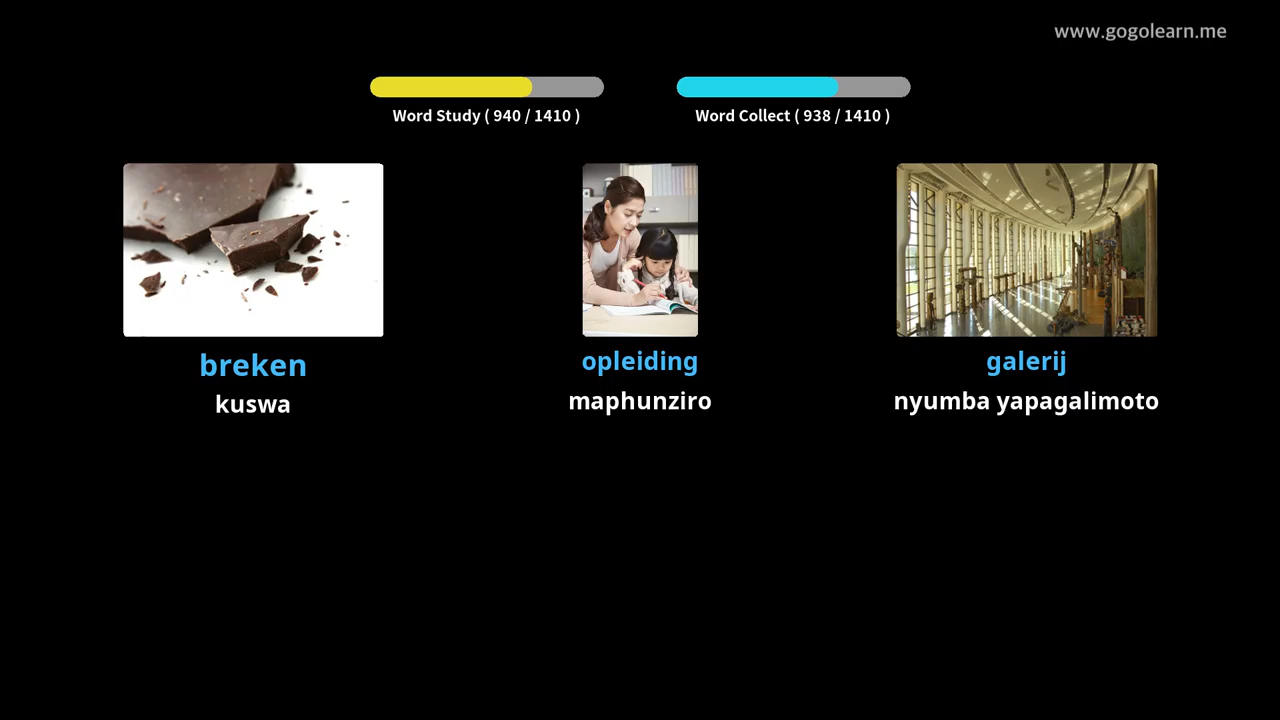 www.gogolearn.me
Word Study ( 940 / 1410 )
Word Collect ( 938 / 1410 )
breken
kuswa
opleiding
maphunziro
galerij
nyumba yapagalimoto